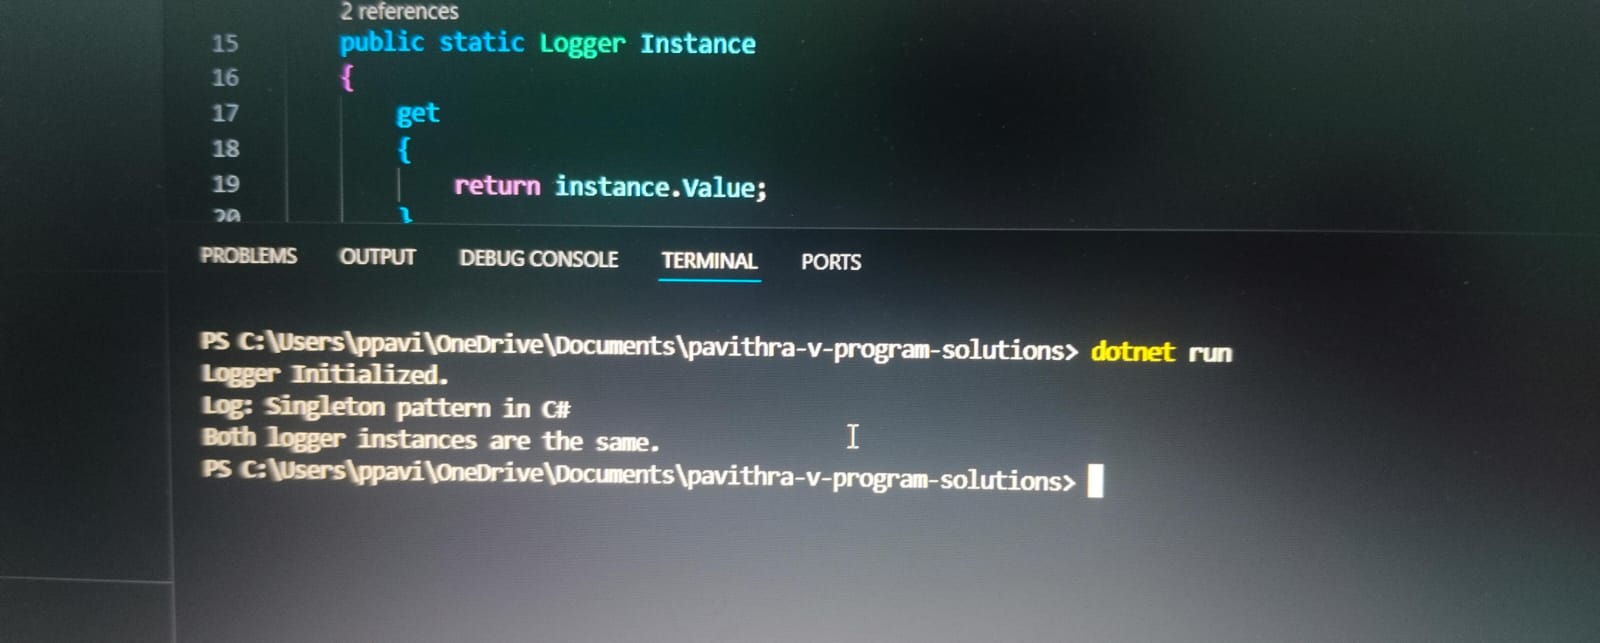 2 references
15 public static Logger Instance
16 {
17 get
18 {
19 return instance.Value;
20 }
PROBLEMS OUTPUT DEBUG CONSOLE TERMINAL PORTS
PS C:\Users\ppavi\OneDrive\Documents\pavithra-v-program-solutions> dotnet run
Logger Initialized.
Log: Singleton pattern in C#
Both logger instances are the same.
PS C:\Users\ppavi\OneDrive\Documents\pavithra-v-program-solutions>